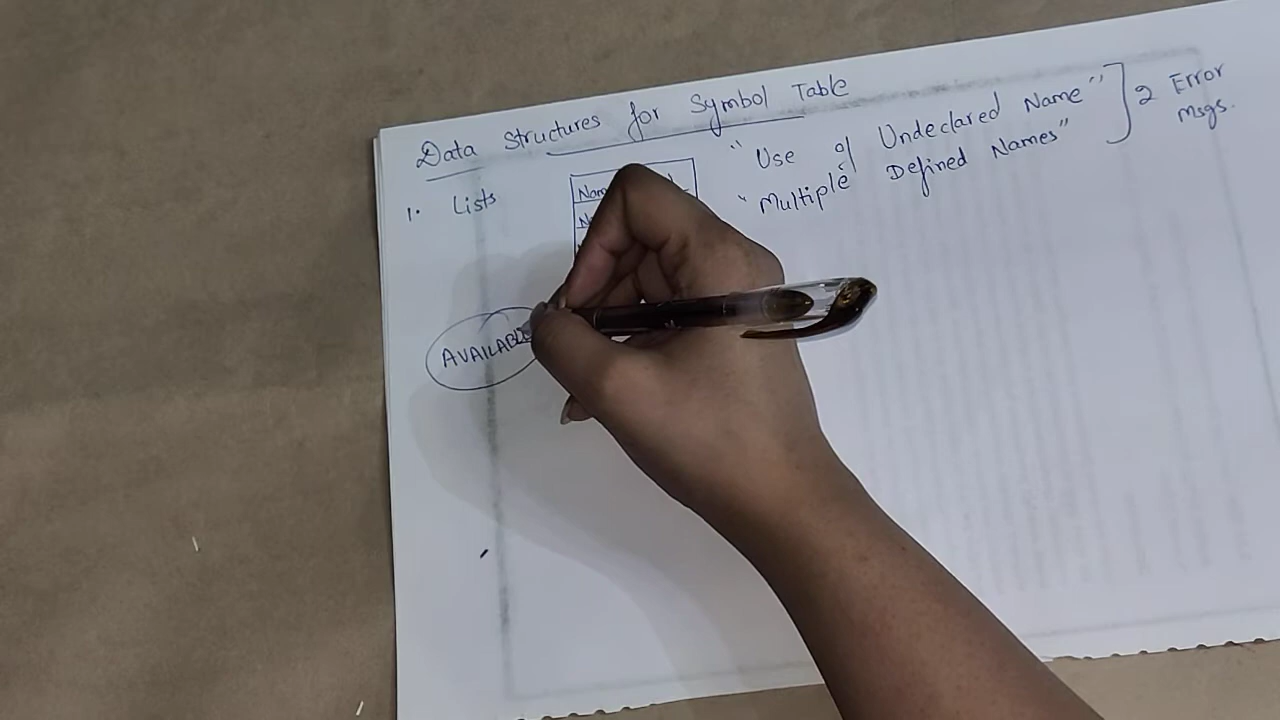 Data Structures for Symbol Table
1. Lists
"Use of Undeclared Name"
"Multiple Defined Names"
2 Error
Msgs.
AVAILABLE